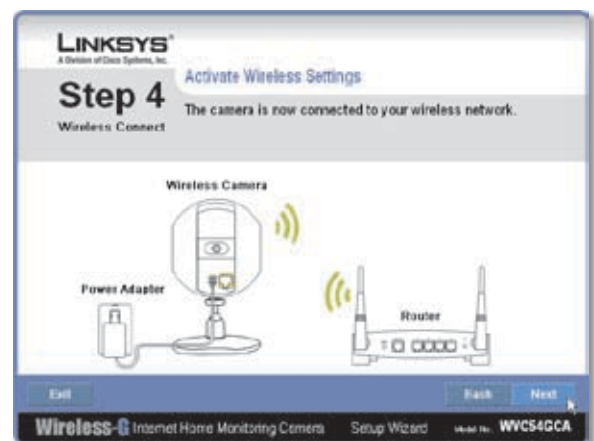 LINKSYS®
A Division of Cisco Systems, Inc.
Step 4
Wireless Connect
Activate Wireless Settings
The camera is now connected to your wireless network.
Wireless Camera
Power Adapter
Router
Exit
Back
Next
Wireless-G Internet Home Monitoring Camera
Setup Wizard
Model No. WVC54GCA